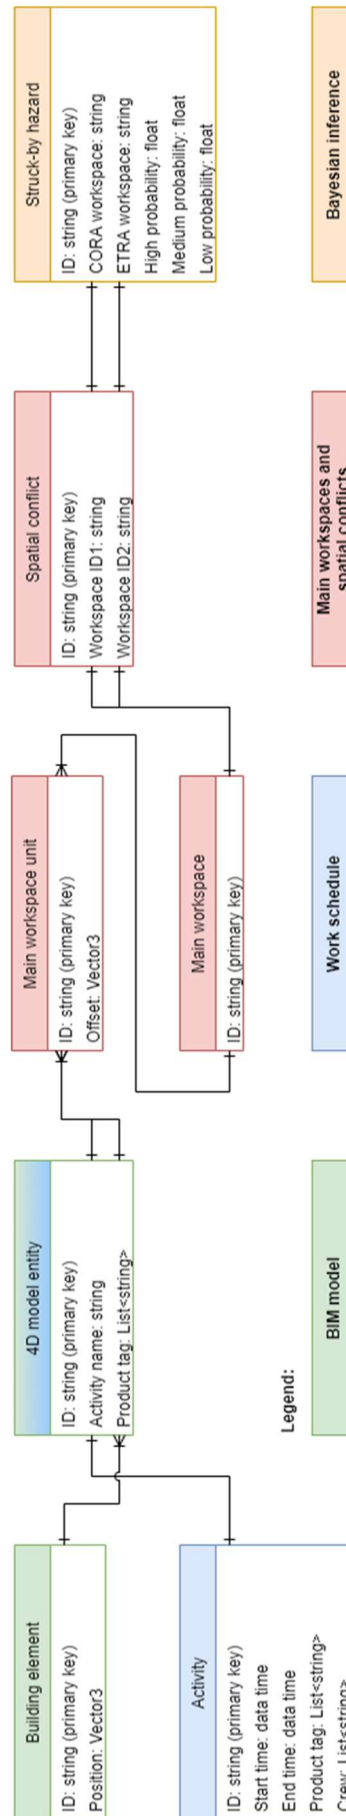 Building element
ID: string (primary key)
Position: Vector3
Activity
ID: string (primary key)
Start time: data time
End time: data time
Product tag: List<string>
Crew: List<string>
4D model entity
ID: string (primary key)
Activity name: string
Product tag: List<string>
Main workspace unit
ID: string (primary key)
Offset: Vector3
Main workspace
ID: string (primary key)
Spatial conflict
ID: string (primary key)
Workspace ID1: string
Workspace ID2: string
Struck-by hazard
ID: string (primary key)
CORA workspace: string
ETRA workspace: string
High probability: float
Medium probability: float
Low probability: float
Legend:
BIM model
Work schedule
Main workspaces and
spatial conflicts
Bayesian inference